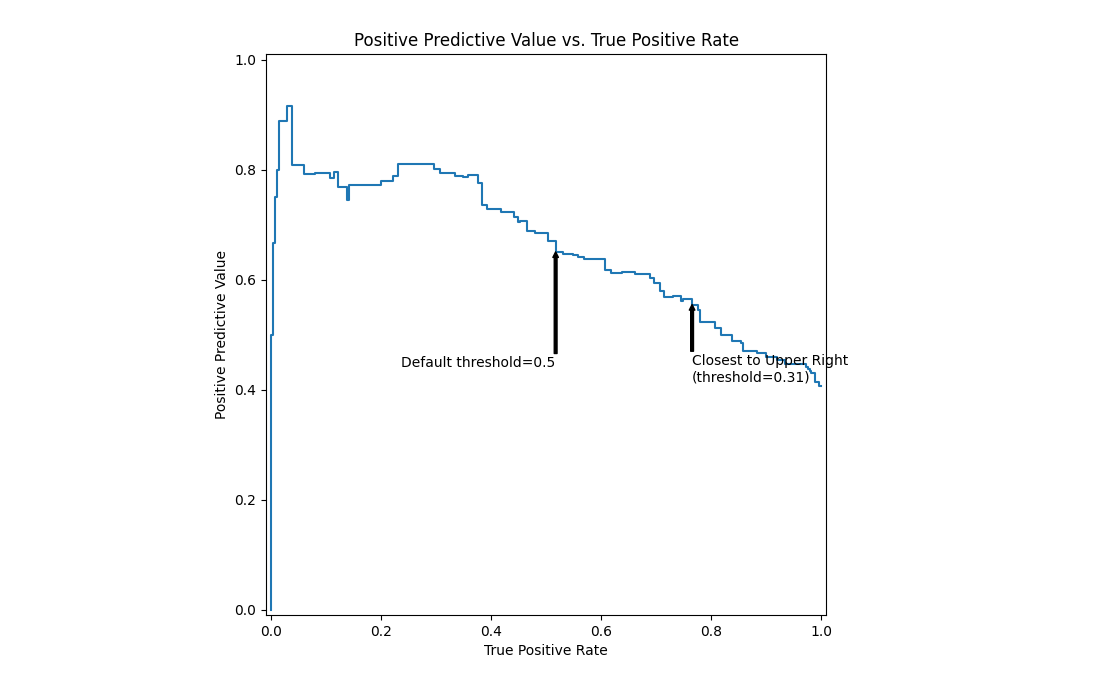 Positive Predictive Value vs. True Positive Rate
1.0
0.8
0.6
0.4
0.2
0.0
Positive Predictive Value
Default threshold=0.5
Closest to Upper Right
(threshold=0.31)
0.0 0.2 0.4 0.6 0.8 1.0
True Positive Rate